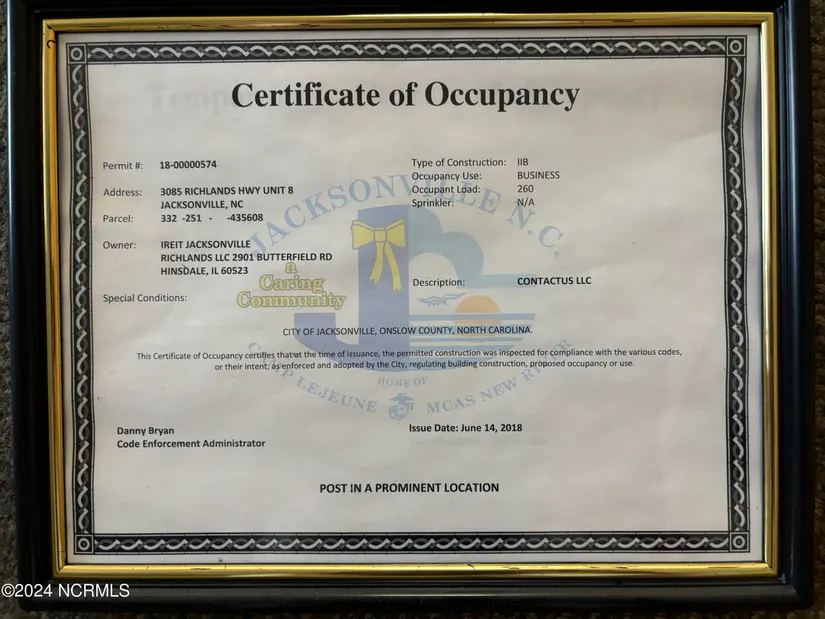 Certificate of Occupancy
Permit #: 18-00000574
Address: 3085 RICHLANDS HWY UNIT 8
JACKSONVILLE, NC
Parcel: 332 -251 - -435608
Owner: IREIT JACKSONVILLE
RICHLANDS LLC 2901 BUTTERFIELD RD
HINSDALE, IL 60523
Special Conditions:
Type of Construction: IIB
Occupancy Use: BUSINESS
Occupant Load: 260
Sprinkler: N/A
Description: CONTACTUS LLC
JACKSONVILLE N.C.
a
Caring
Community
CITY OF JACKSONVILLE, ONSLOW COUNTY, NORTH CAROLINA.
This Certificate of Occupancy certifies that at the time of issuance, the permitted construction was inspected for compliance with the various codes,
or their intent, as enforced and adopted by the City, regulating building construction, proposed occupancy or use.
HOME OF
CAMP LEJEUNE MCAS NEW RIVER
Danny Bryan
Code Enforcement Administrator
Issue Date: June 14, 2018
POST IN A PROMINENT LOCATION
©2024 NCRMLS